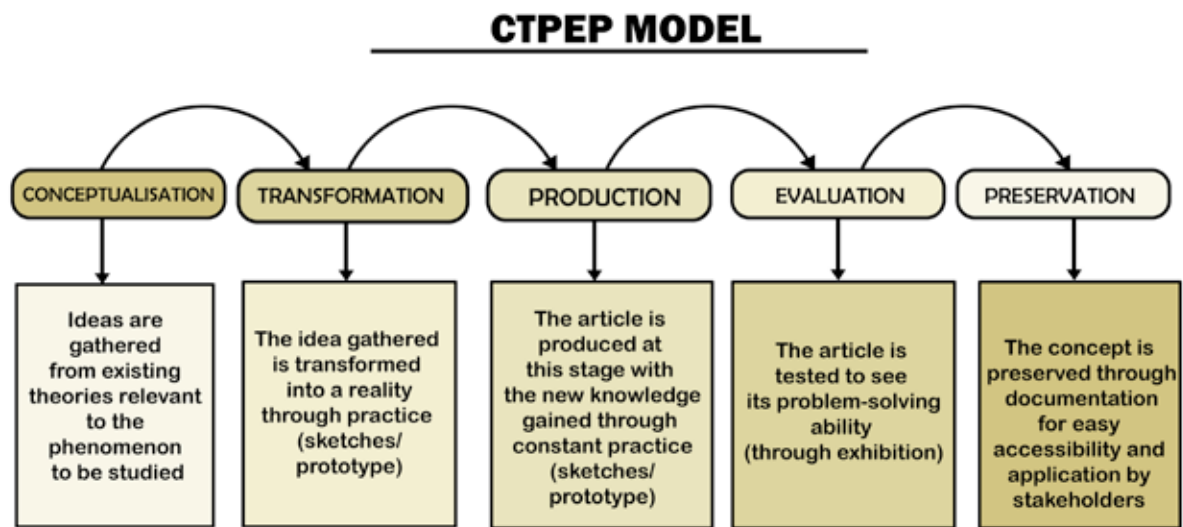 CTPEP MODEL
CONCEPTUALISATION
TRANSFORMATION
PRODUCTION
EVALUATION
PRESERVATION
Ideas are
gathered
from existing
theories relevant
to the
phenomenon
to be studied
The idea gathered
is transformed
into a reality
through practice
(sketches/
prototype)
The article is
produced at
this stage with
the new knowledge
gained through
constant practice
(sketches/
prototype)
The article is
tested to see
its problem-solving
ability
(through exhibition)
The concept is
preserved through
documentation
for easy
accessibility and
application by
stakeholders